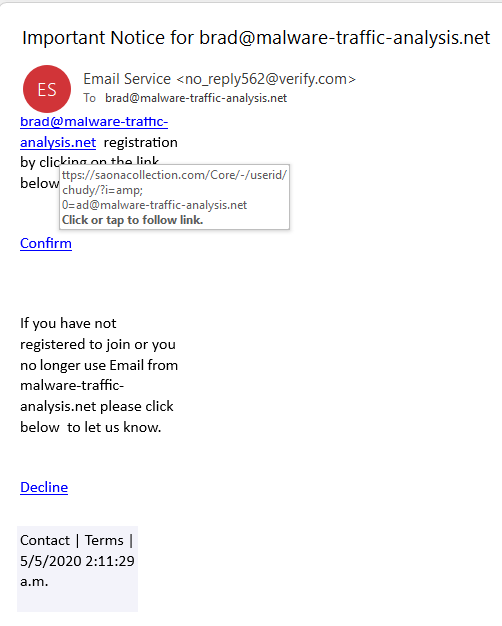 Important Notice for brad@malware-traffic-analysis.net
ES
Email Service <no_reply562@verify.com>
To brad@malware-traffic-analysis.net
brad@malware-traffic-
analysis.net registration
by clicking on the link
below
ttps://saonacollection.com/Core/-/userid/
chudy/?i=amp;
0=ad@malware-traffic-analysis.net
Click or tap to follow link.
Confirm
If you have not
registered to join or you
no longer use Email from
malware-traffic-
analysis.net please click
below to let us know.
Decline
Contact | Terms |
5/5/2020 2:11:29
a.m.